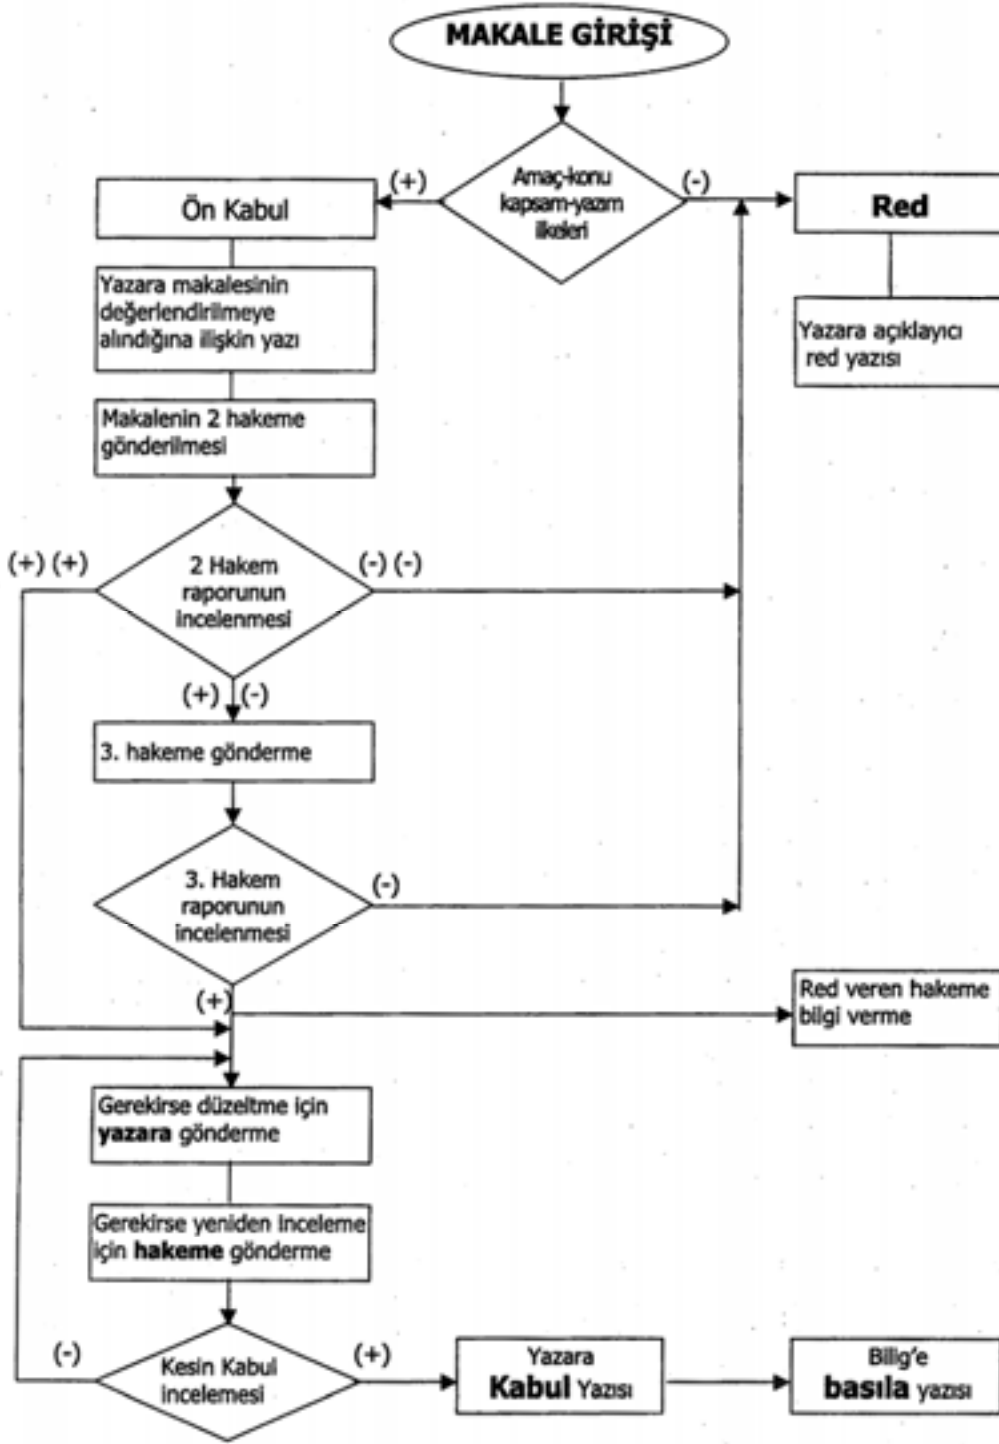 MAKALE GİRİŞİ
Amaç-konu
kapsam-yazım
ilkeleri
(+)
(-)
Ön Kabul
Red
Yazara makalesinin
değerlendirilmeye
alındığına ilişkin yazı
Yazara açıklayıcı
red yazısı
Makalenin 2 hakeme
gönderilmesi
(+) (+)
2 Hakem
raporunun
incelenmesi
(-) (-)
(+) (-)
3. hakeme gönderme
3. Hakem
raporunun
incelenmesi
(-)
(+)
Red veren hakeme
bilgi verme
Gerekirse düzeltme için
yazara gönderme
Gerekirse yeniden inceleme
için hakeme gönderme
(-)
Kesin Kabul
incelemesi
(+)
Yazara
Kabul Yazısı
Bilig'e
basıla yazısı